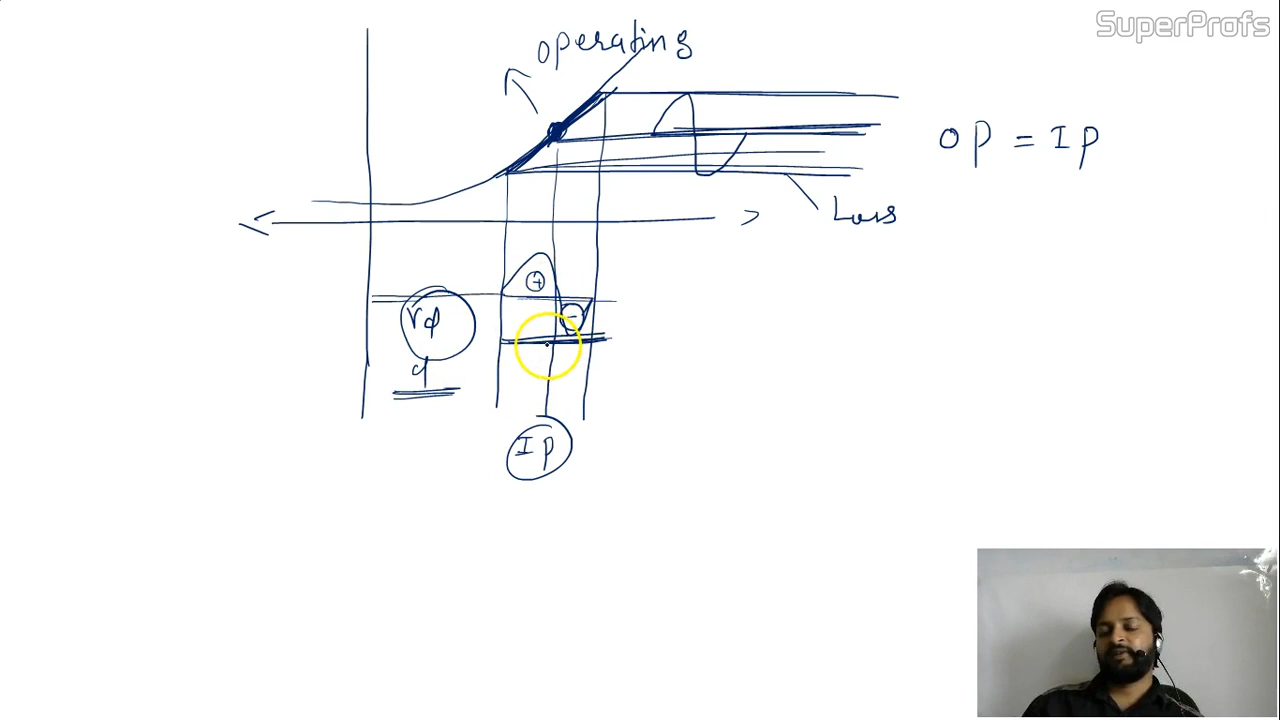 SuperProfs
operating
OP = IP
Loss
+
-
IP